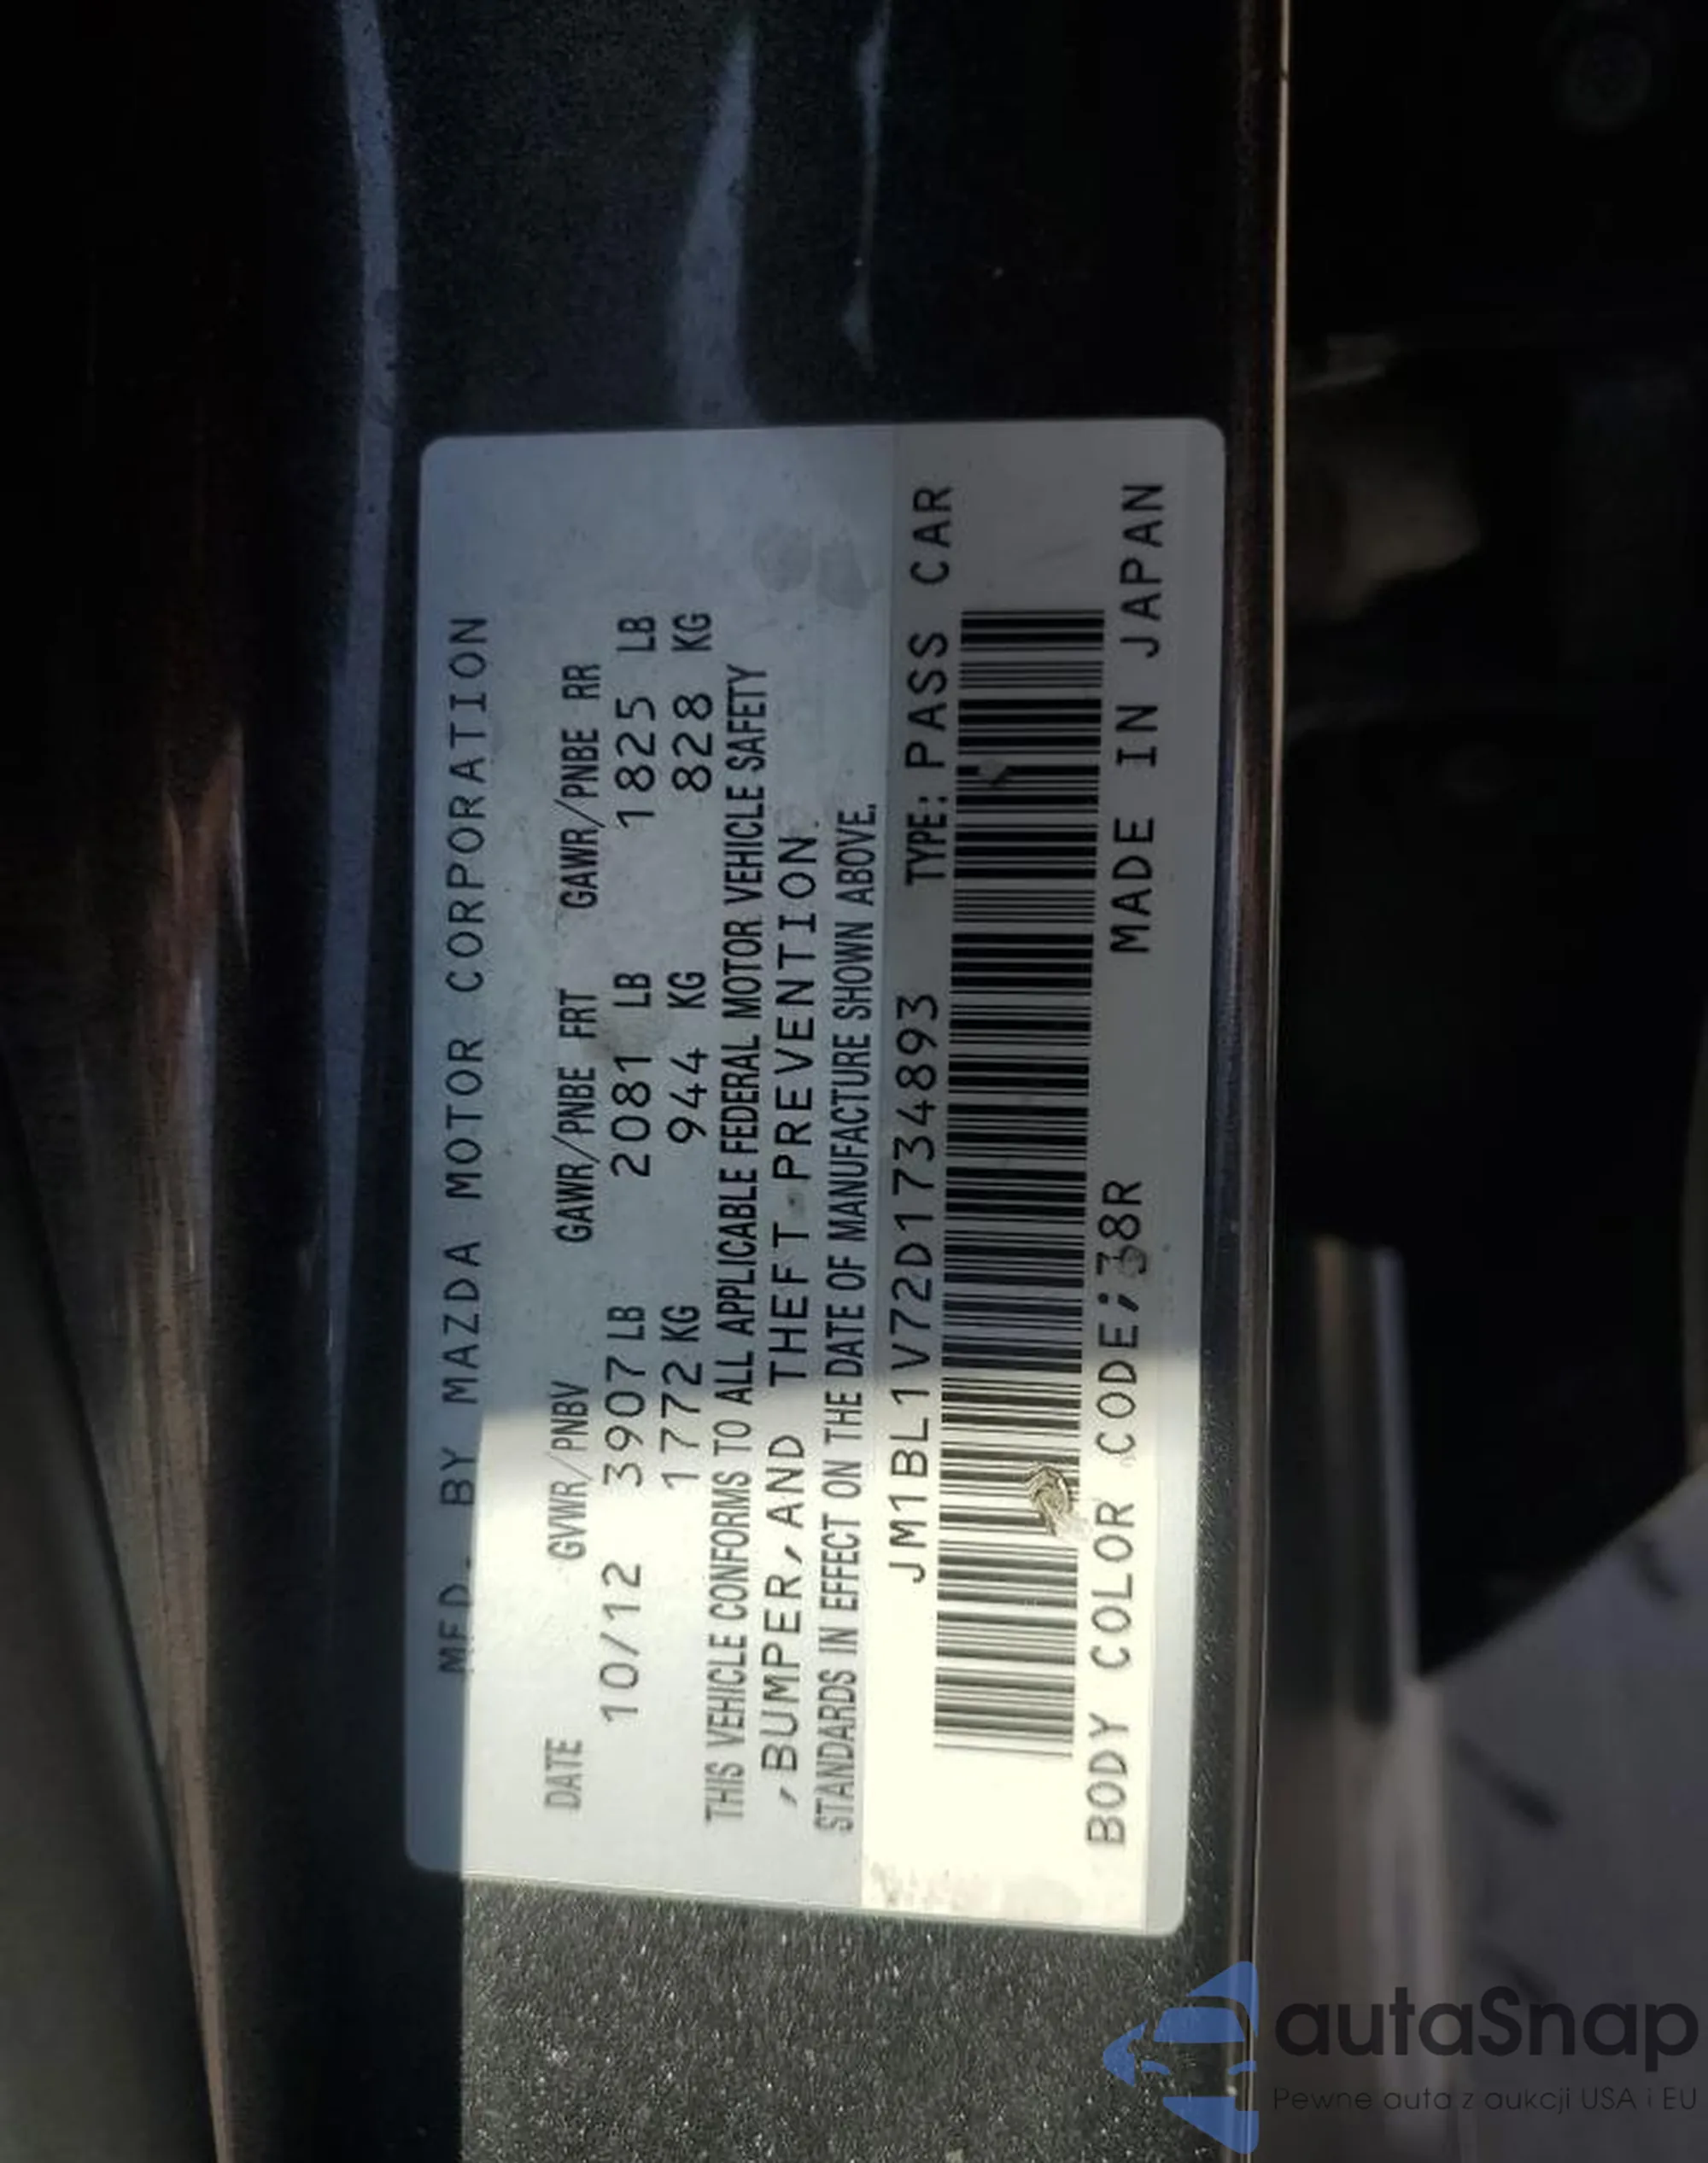 MFD. BY MAZDA MOTOR CORPORATION
DATE GVWR/PNBV GAWR/PNBE FRT GAWR/PNBE RR
10/12 3907 LB 2081 LB 1825 LB
1772 KG 944 KG 828 KG
THIS VEHICLE CONFORMS TO ALL APPLICABLE FEDERAL MOTOR VEHICLE SAFETY
,BUMPER, AND THEFT PREVENTION
STANDARDS IN EFFECT ON THE DATE OF MANUFACTURE SHOWN ABOVE.
JM1BL1V72D1734893 TYPE: PASS CAR
BODY COLOR CODE;38R MADE IN JAPAN
autaSnap
Pewne auta z aukcji USA i EU